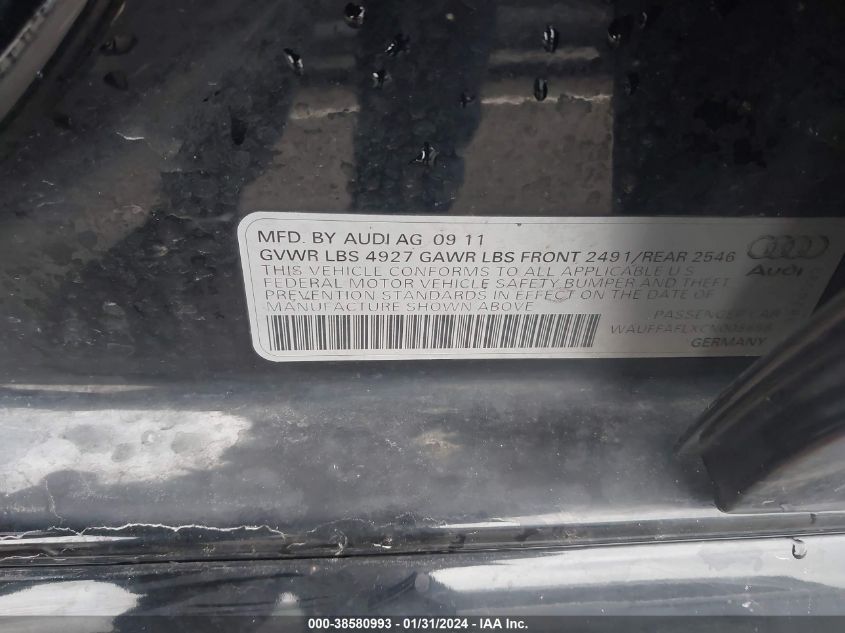 MFD. BY AUDI AG 09 11
GVWR LBS 4927 GAWR LBS FRONT 2491/REAR 2546
THIS VEHICLE CONFORMS TO ALL APPLICABLE U S
FEDERAL MOTOR VEHICLE SAFETY, BUMPER AND THEFT
PREVENTION STANDARDS IN EFFECT ON THE DATE OF
MANUFACTURE SHOWN ABOVE
Audi
PASSENGER CAR
GERMANY
000-38580993 - 01/31/2024 - IAA Inc.